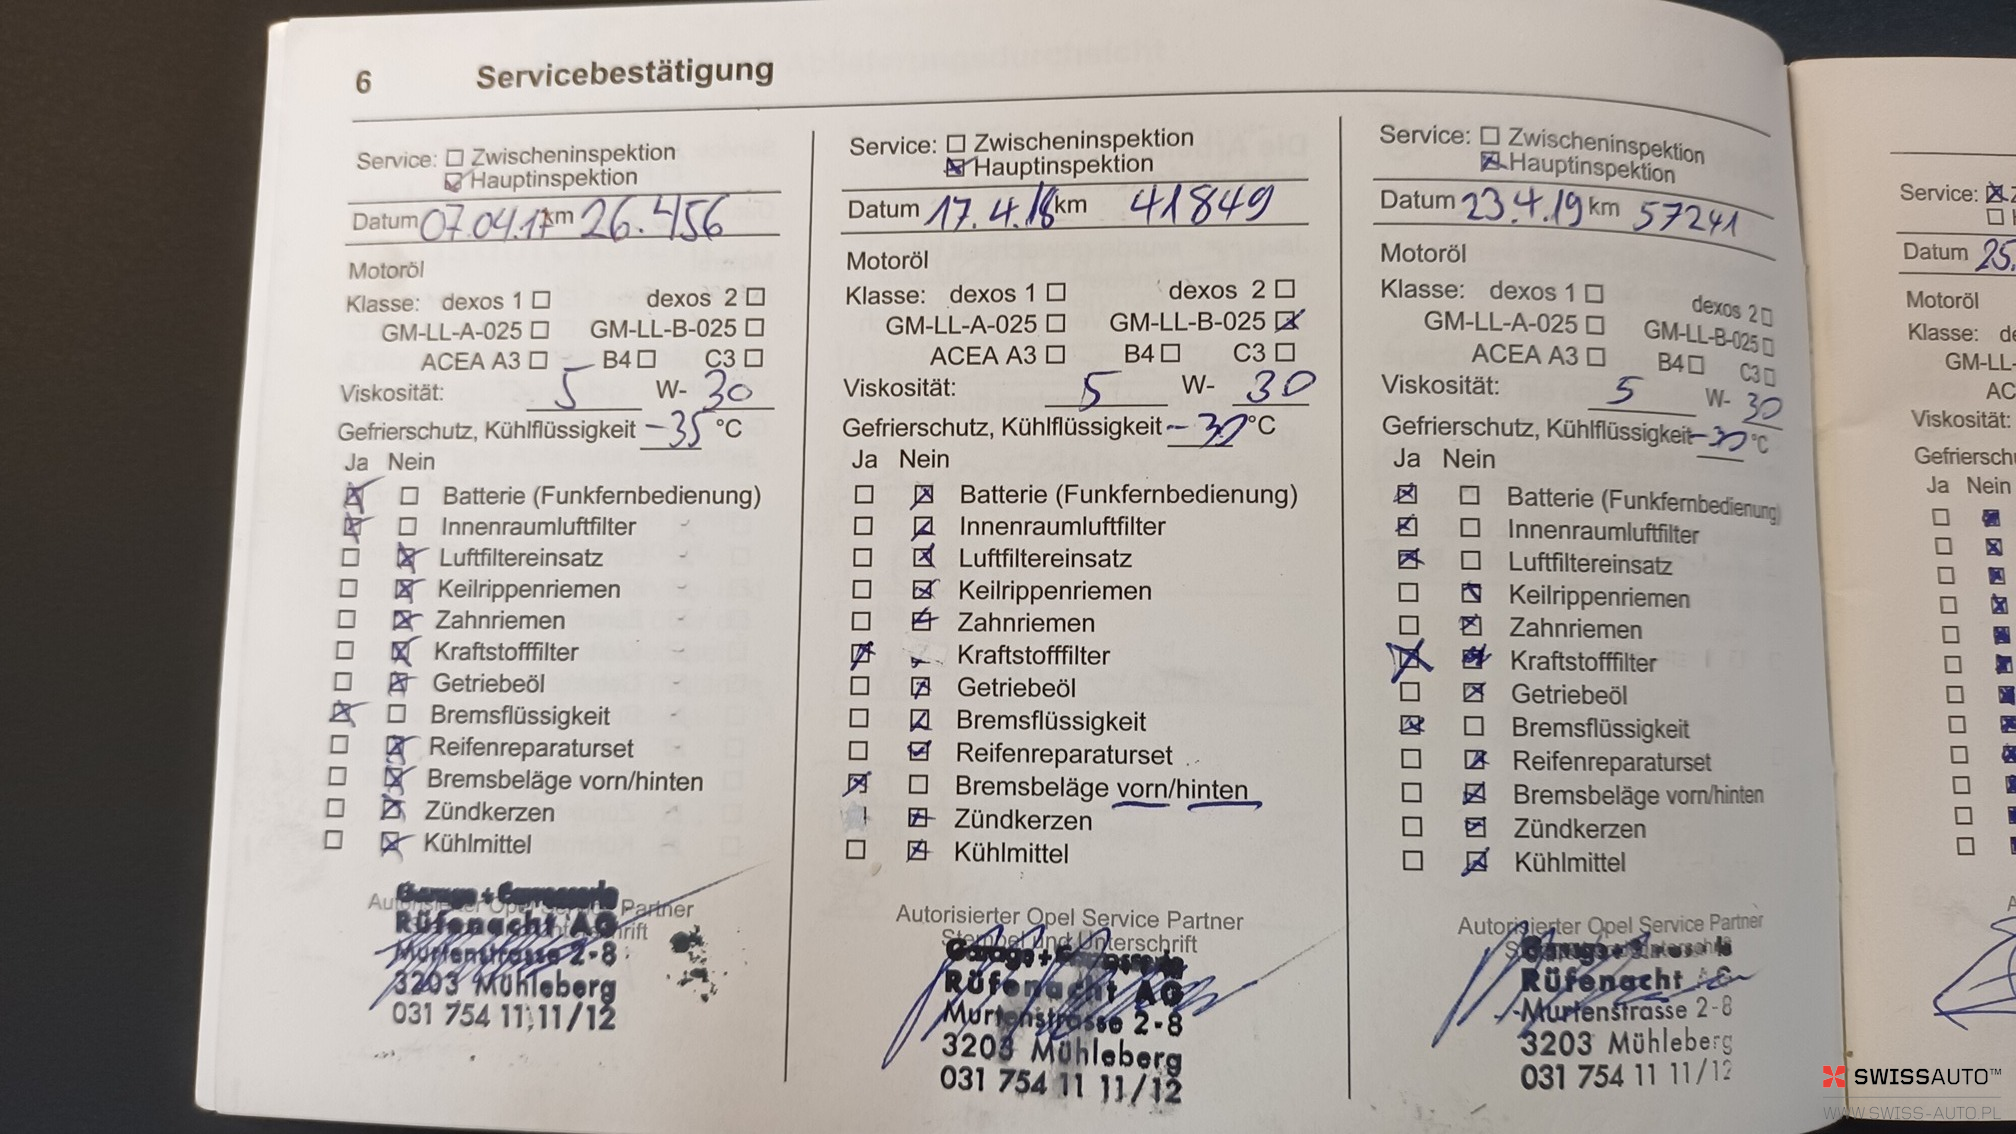 6 Servicebestätigung
Service: ☐ Zwischeninspektion
☒ Hauptinspektion
Datum 07.04.17 km 26.456
Motoröl
Klasse: dexos 1 ☐ dexos 2 ☐
GM-LL-A-025 ☐ GM-LL-B-025 ☐
ACEA A3 ☐ B4 ☐ C3 ☐
Viskosität: 5 W- 30
Gefrierschutz, Kühlflüssigkeit -35 °C
Ja Nein
☒ ☐ Batterie (Funkfernbedienung)
☒ ☐ Innenraumluftfilter
☐ ☒ Luftfiltereinsatz
☐ ☒ Keilrippenriemen
☐ ☒ Zahnriemen
☐ ☒ Kraftstofffilter
☐ ☒ Getriebeöl
☒ ☐ Bremsflüssigkeit
☐ ☒ Reifenreparaturset
☐ ☒ Bremsbeläge vorn/hinten
☐ ☒ Zündkerzen
☐ ☒ Kühlmittel
Garage + Carrosserie
Autorisierter Opel Service Partner
Rüfenacht AG
Murtenstrasse 2-8
3203 Mühleberg
031 754 11 11/12
Service: ☐ Zwischeninspektion
☒ Hauptinspektion
Datum 17.4.18 km 41849
Motoröl
Klasse: dexos 1 ☐ dexos 2 ☐
GM-LL-A-025 ☐ GM-LL-B-025 ☒
ACEA A3 ☐ B4 ☐ C3 ☐
Viskosität: 5 W- 30
Gefrierschutz, Kühlflüssigkeit -30 °C
Ja Nein
☐ ☒ Batterie (Funkfernbedienung)
☐ ☒ Innenraumluftfilter
☐ ☒ Luftfiltereinsatz
☐ ☒ Keilrippenriemen
☐ ☒ Zahnriemen
☒ Kraftstofffilter
☐ ☒ Getriebeöl
☐ ☒ Bremsflüssigkeit
☐ ☒ Reifenreparaturset
☒ ☐ Bremsbeläge vorn/hinten
☒ Zündkerzen
☐ ☒ Kühlmittel
Autorisierter Opel Service Partner
Stempel und Unterschrift
Garage + Carrosserie
Rüfenacht AG
Murtenstrasse 2-8
3203 Mühleberg
031 754 11 11/12
Service: ☐ Zwischeninspektion
☒ Hauptinspektion
Datum 23.4.19 km 57241
Motoröl
Klasse: dexos 1 ☐ dexos 2 ☐
GM-LL-A-025 ☐ GM-LL-B-025 ☐
ACEA A3 ☐ B4 ☐ C3 ☐
Viskosität: 5 W- 30
Gefrierschutz, Kühlflüssigkeit -30 °C
Ja Nein
☒ ☐ Batterie (Funkfernbedienung)
☒ ☐ Innenraumluftfilter
☒ ☐ Luftfiltereinsatz
☐ ☒ Keilrippenriemen
☐ ☒ Zahnriemen
☒ ☒ Kraftstofffilter
☐ ☒ Getriebeöl
☒ ☐ Bremsflüssigkeit
☐ ☒ Reifenreparaturset
☐ ☒ Bremsbeläge vorn/hinten
☐ ☒ Zündkerzen
☐ ☒ Kühlmittel
Autorisierter Opel Service Partner
Rüfenacht AG
Murtenstrasse 2-8
3203 Mühleberg
031 754 11 11/12
Service: ☒ Z
☐
Datum 25.
Motoröl
Klasse: de
GM-LL-
AC
Viskosität:
Gefriersch
Ja Nein
SWISSAUTO™
WWW.SWISS-AUTO.PL